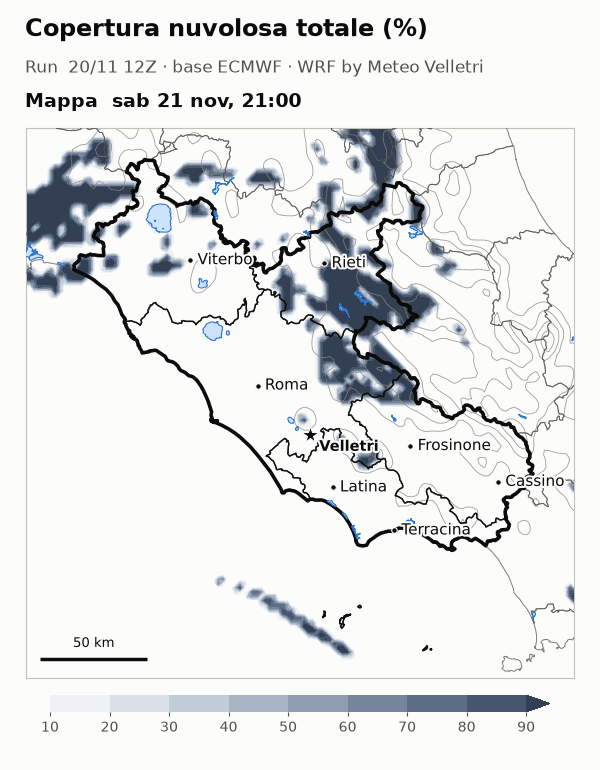 Copertura nuvolosa totale (%)
Run  20/11 12Z · base ECMWF · WRF by Meteo Velletri
Mappa  sab 21 nov, 21:00
Viterbo
Rieti
Roma
Velletri
Frosinone
Cassino
Latina
Terracina
50 km
10 20 30 40 50 60 70 80 90